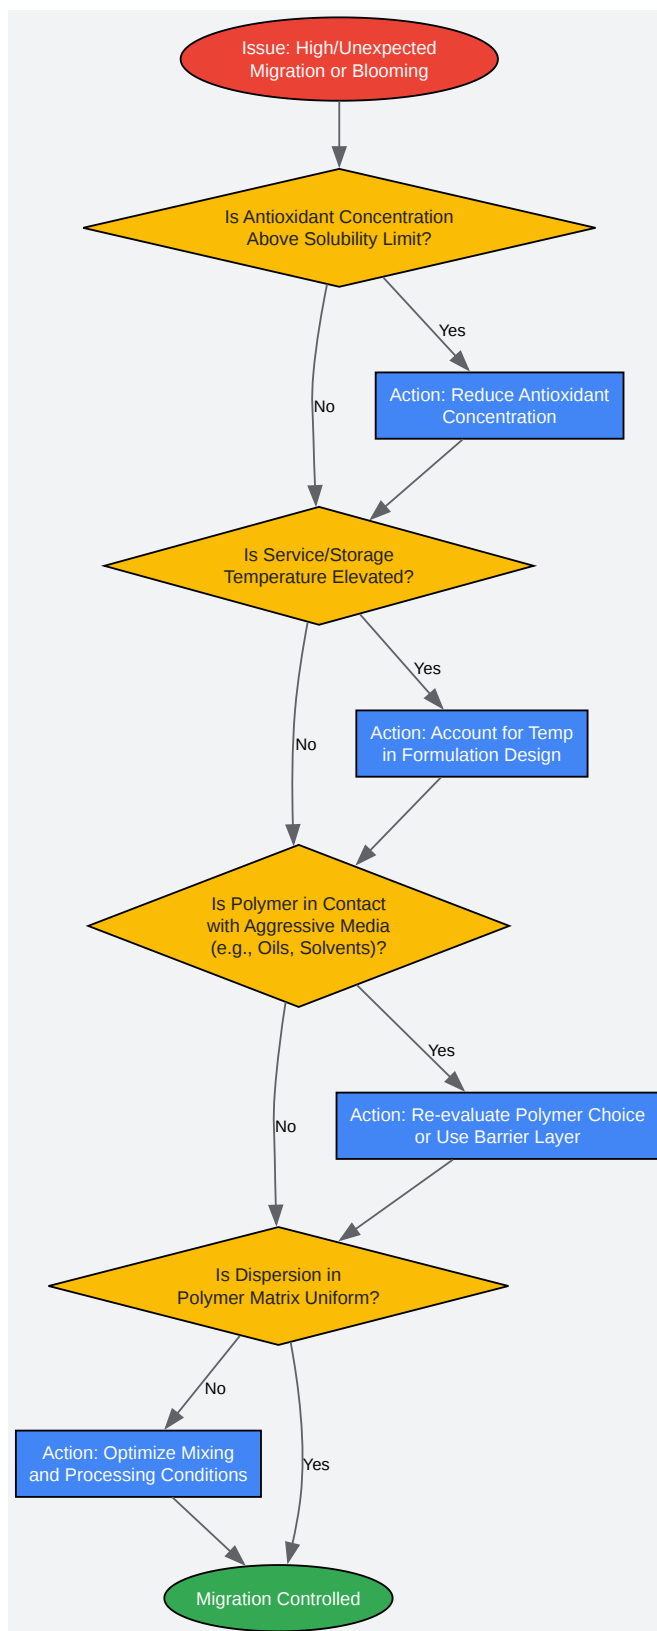 Issue: High/Unexpected
Migration or Blooming
Is Antioxidant Concentration
Above Solubility Limit?
Yes
Action: Reduce Antioxidant
Concentration
No
Is Service/Storage
Temperature Elevated?
Yes
Action: Account for Temp
in Formulation Design
No
Is Polymer in Contact
with Aggressive Media
(e.g., Oils, Solvents)?
Yes
Action: Re-evaluate Polymer Choice
or Use Barrier Layer
No
Is Dispersion in
Polymer Matrix Uniform?
No
Action: Optimize Mixing
and Processing Conditions
Yes
Migration Controlled